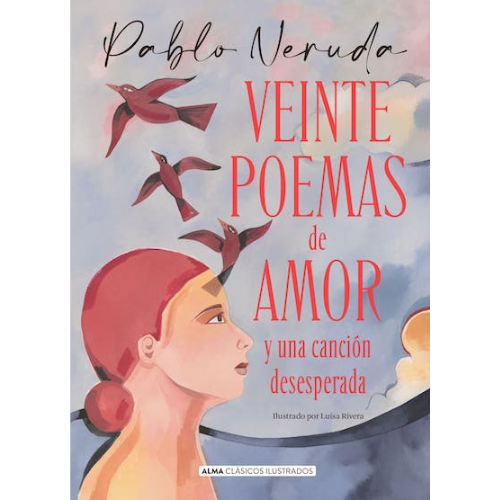 Pablo Neruda
VEINTE
POEMAS
de
AMOR
y una canción
desesperada
Ilustrado por Luisa Rivera
ALMA CLÁSICOS ILUSTRADOS